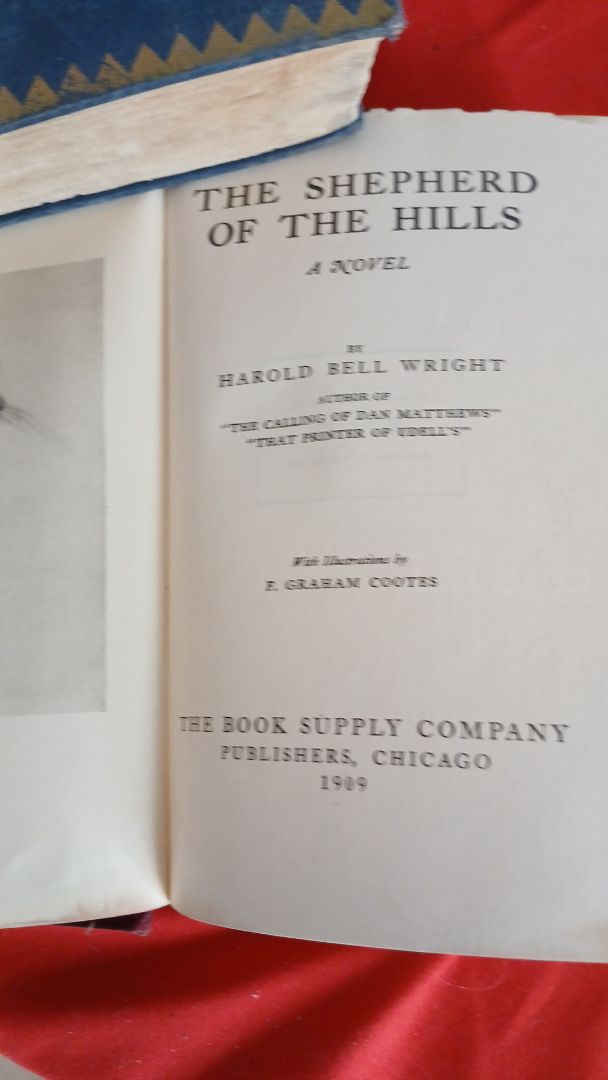 THE SHEPHERD
OF THE HILLS
A NOVEL
BY
HAROLD BELL WRIGHT
AUTHOR OF
"THE CALLING OF DAN MATTHEWS"
"THAT PRINTER OF UDELL'S"
With Illustrations by
F. GRAHAM COOTES
THE BOOK SUPPLY COMPANY
PUBLISHERS, CHICAGO
1909